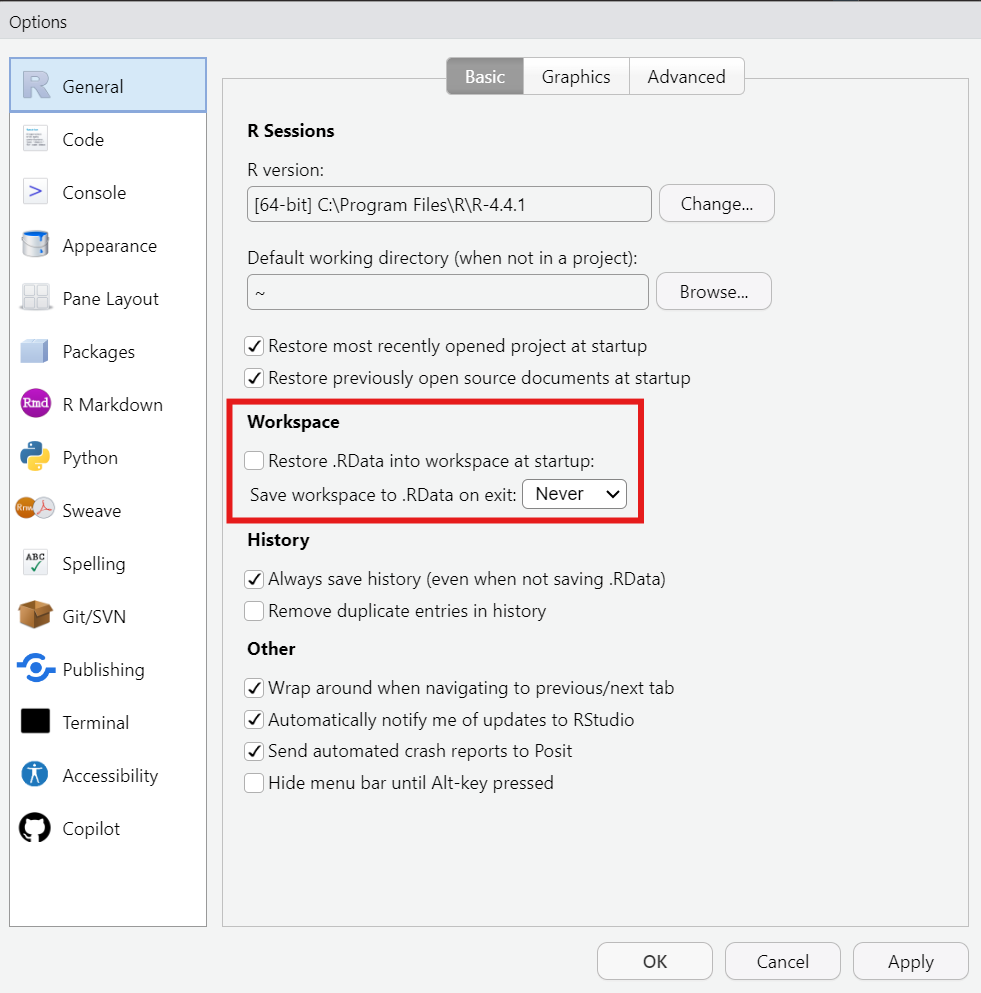 Options
General
Code
Console
Appearance
Pane Layout
Packages
Rmd R Markdown
Python
Sweave
ABC Spelling
Git/SVN
Publishing
Terminal
Accessibility
Copilot
Basic Graphics Advanced
R Sessions
R version:
[64-bit] C:\Program Files\R\R-4.4.1 Change...
Default working directory (when not in a project):
~ Browse...
Restore most recently opened project at startup
Restore previously open source documents at startup
Workspace
Restore .RData into workspace at startup:
Save workspace to .RData on exit: Never
History
Always save history (even when not saving .RData)
Remove duplicate entries in history
Other
Wrap around when navigating to previous/next tab
Automatically notify me of updates to RStudio
Send automated crash reports to Posit
Hide menu bar until Alt-key pressed
OK Cancel Apply